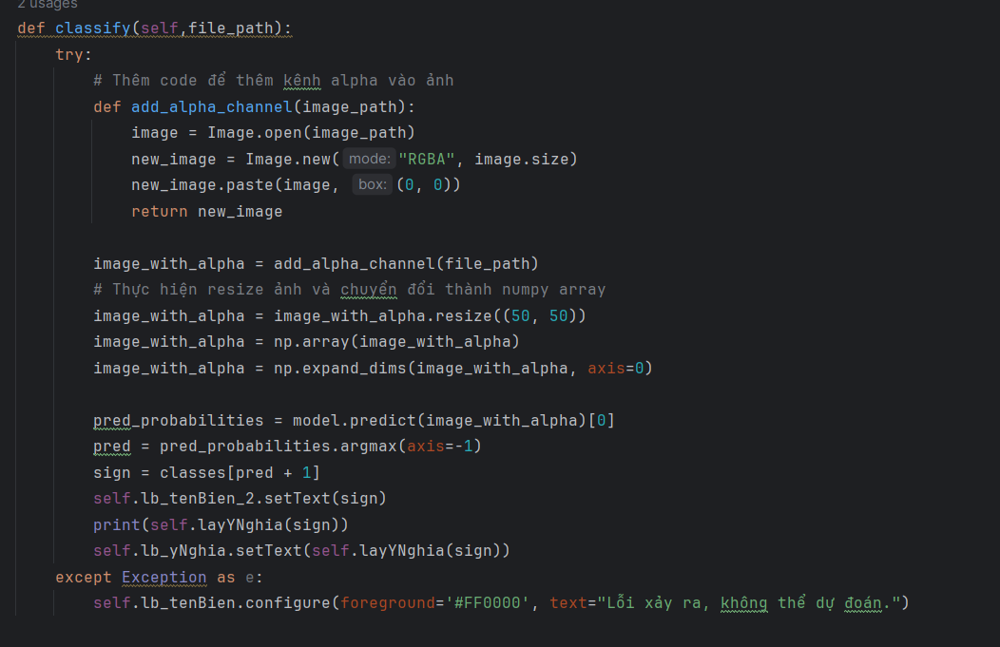 2 usages
def classify(self,file_path):
    try:
        # Thêm code để thêm kênh alpha vào ảnh
        def add_alpha_channel(image_path):
            image = Image.open(image_path)
            new_image = Image.new( mode: "RGBA", image.size)
            new_image.paste(image, box: (0, 0))
            return new_image

        image_with_alpha = add_alpha_channel(file_path)
        # Thực hiện resize ảnh và chuyển đổi thành numpy array
        image_with_alpha = image_with_alpha.resize((50, 50))
        image_with_alpha = np.array(image_with_alpha)
        image_with_alpha = np.expand_dims(image_with_alpha, axis=0)

        pred_probabilities = model.predict(image_with_alpha)[0]
        pred = pred_probabilities.argmax(axis=-1)
        sign = classes[pred + 1]
        self.lb_tenBien_2.setText(sign)
        print(self.layYNghia(sign))
        self.lb_yNghia.setText(self.layYNghia(sign))
    except Exception as e:
        self.lb_tenBien.configure(foreground='#FF0000', text="Lỗi xảy ra, không thể dự đoán.")